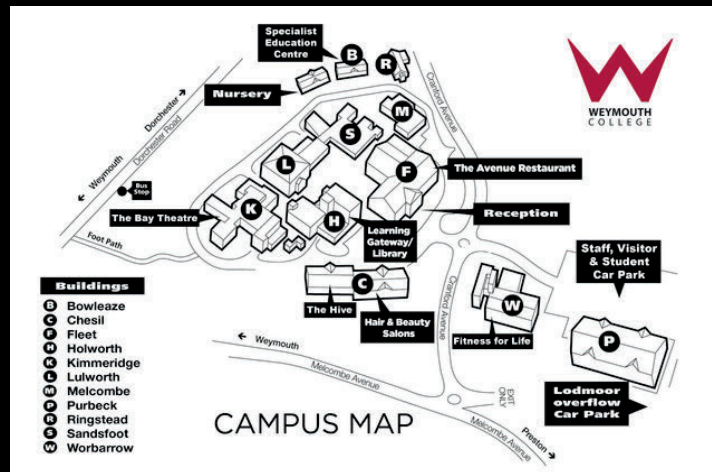 Specialist
Education
Centre
B
R
Nursery
Cranford Avenue
WEYMOUTH
COLLEGE
Dorchester
Weymouth
Dorchester Road
M
S
L
F
The Avenue Restaurant
Bus
Stop
K
The Bay Theatre
H
Reception
Learning
Gateway/
Library
Foot Path
Staff, Visitor
& Student
Car Park
Buildings
B Bowleaze
C Chesil
F Fleet
H Holworth
K Kimmeridge
L Lulworth
M Melcombe
P Purbeck
R Ringstead
S Sandsfoot
W Worbarrow
C
The Hive
Hair & Beauty
Salons
Cranford Avenue
W
Fitness for Life
P
Weymouth
Melcombe Avenue
EXIT
ONLY
Lodmoor
overflow
Car Park
CAMPUS MAP
Melcombe Avenue
Preston